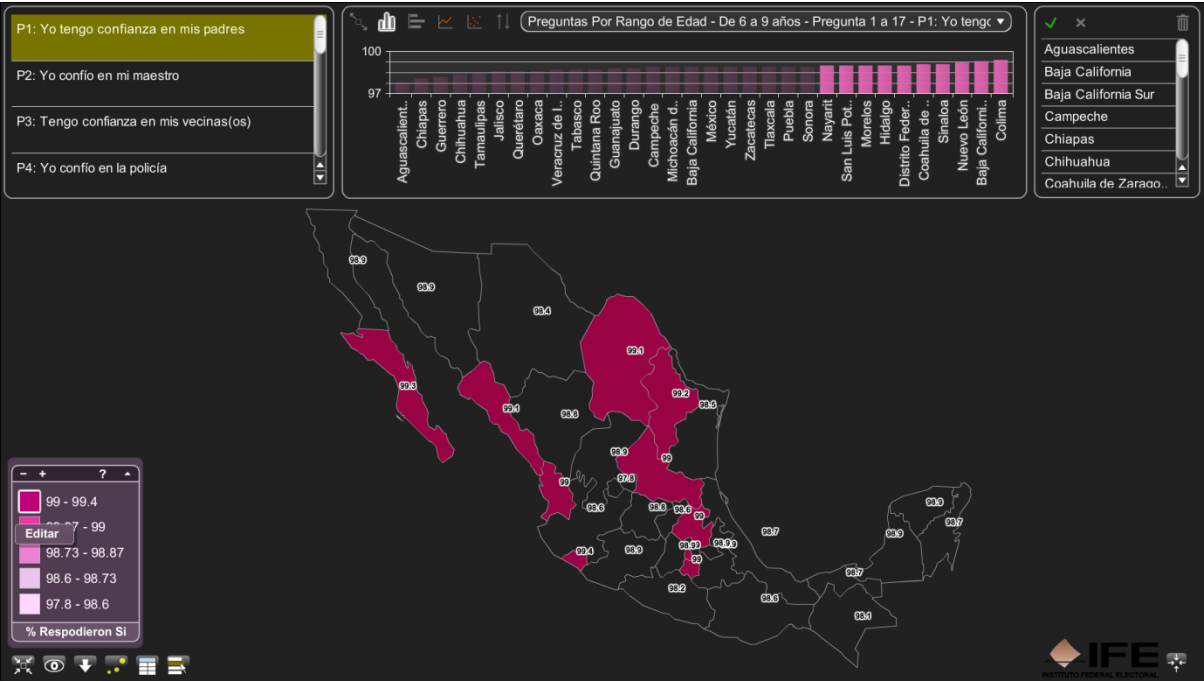 P1: Yo tengo confianza en mis padres
P2: Yo confío en mi maestro
P3: Tengo confianza en mis vecinas(os)
P4: Yo confío en la policía
Preguntas Por Rango de Edad - De 6 a 9 años - Pregunta 1 a 17 - P1: Yo tengc
100
97
Aguascalient..
Chiapas
Guerrero
Chihuahua
Tamaulipas
Jalisco
Querétaro
Oaxaca
Veracruz de I..
Tabasco
Quintana Roo
Guanajuato
Durango
Campeche
Michoacán d..
Baja California
México
Yucatán
Zacatecas
Tlaxcala
Puebla
Sonora
Nayarit
San Luis Pot..
Morelos
Hidalgo
Distrito Feder..
Coahuila de ..
Sinaloa
Nuevo León
Baja Californi..
Colima
Aguascalientes
Baja California
Baja California Sur
Campeche
Chiapas
Chihuahua
Coahuila de Zarago..
98.9
98.9
98.4
99.1
99.3
99.2
99.1
98.8
98.5
98.9
99
97.8
99
98.6
98.8
98.6
99
98.9
98.7
98.7
98.9
99.4
98.9
98.9
98.9
99
98.7
98.2
98.6
98.1
- + ?
99 - 99.4
- 99
Editar
98.73 - 98.87
98.6 - 98.73
97.8 - 98.6
% Respodieron Si
IFE
INSTITUTO FEDERAL ELECTORAL